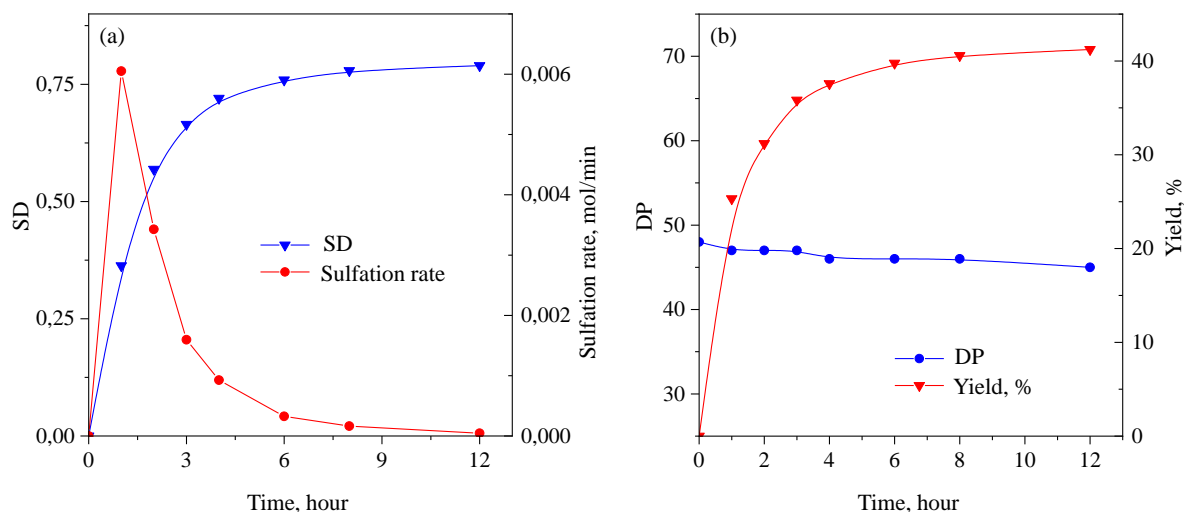 (a)
0,75
0,50
0,25
0,00
SD
0,006
0,004
0,002
0,000
Sulfation rate, mol/min
SD
Sulfation rate
0
3
6
9
12
Time, hour
(b)
70
60
50
40
30
DP
40
30
20
10
0
Yield, %
DP
Yield, %
0
2
4
6
8
10
12
Time, hour